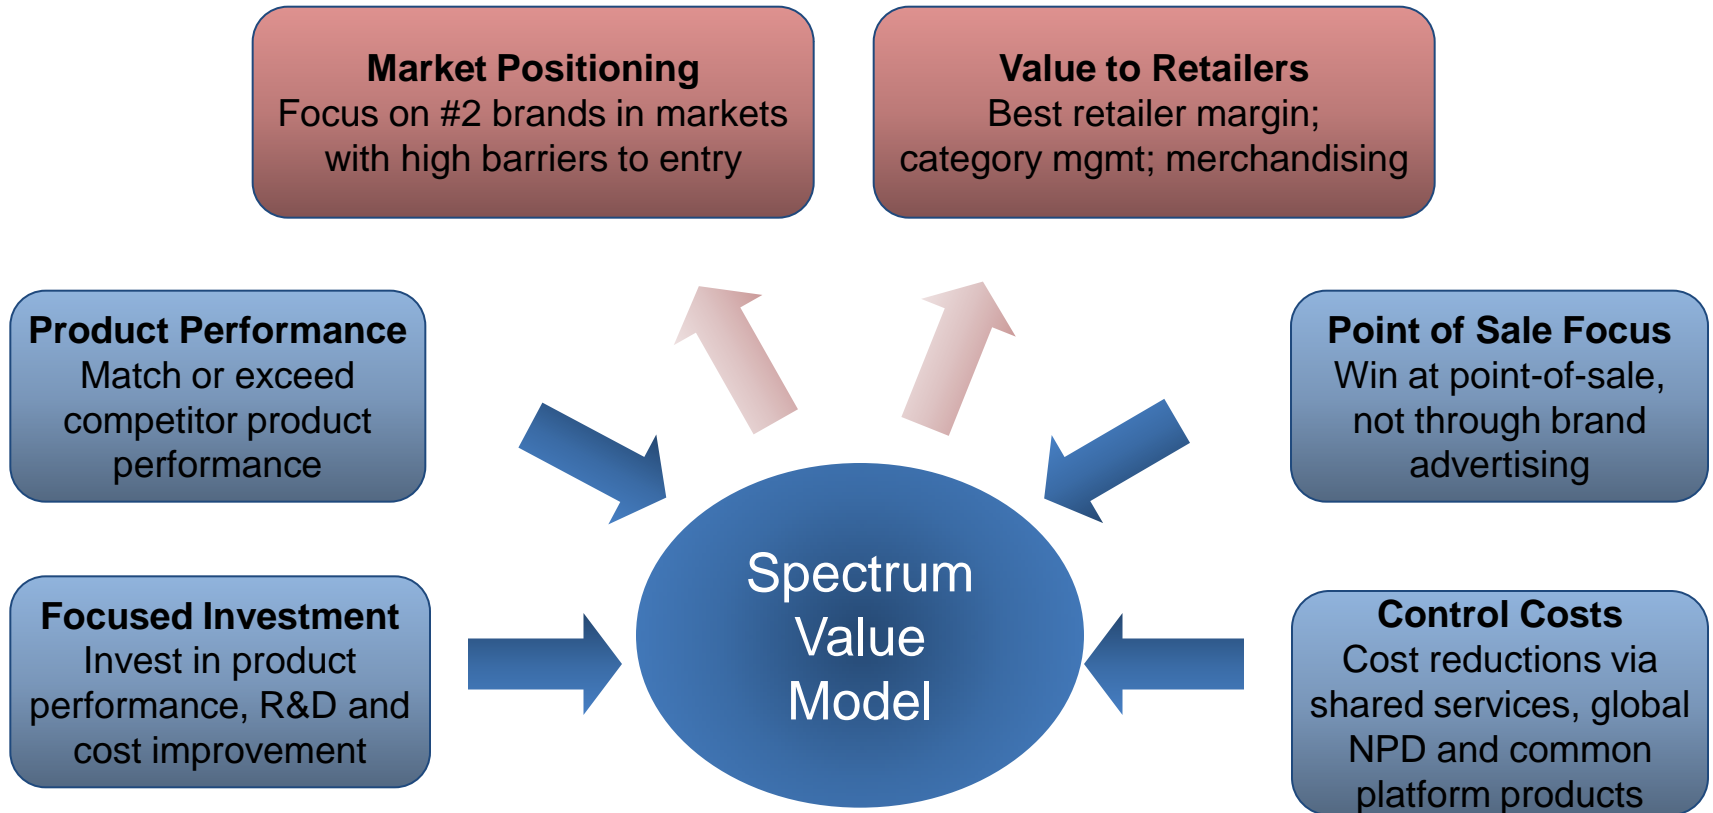 Market Positioning
Focus on #2 brands in markets
with high barriers to entry
Value to Retailers
Best retailer margin;
category mgmt; merchandising
Product Performance
Match or exceed
competitor product
performance
Point of Sale Focus
Win at point-of-sale,
not through brand
advertising
Focused Investment
Invest in product
performance, R&D and
cost improvement
Spectrum
Value
Model
Control Costs
Cost reductions via
shared services, global
NPD and common
platform products